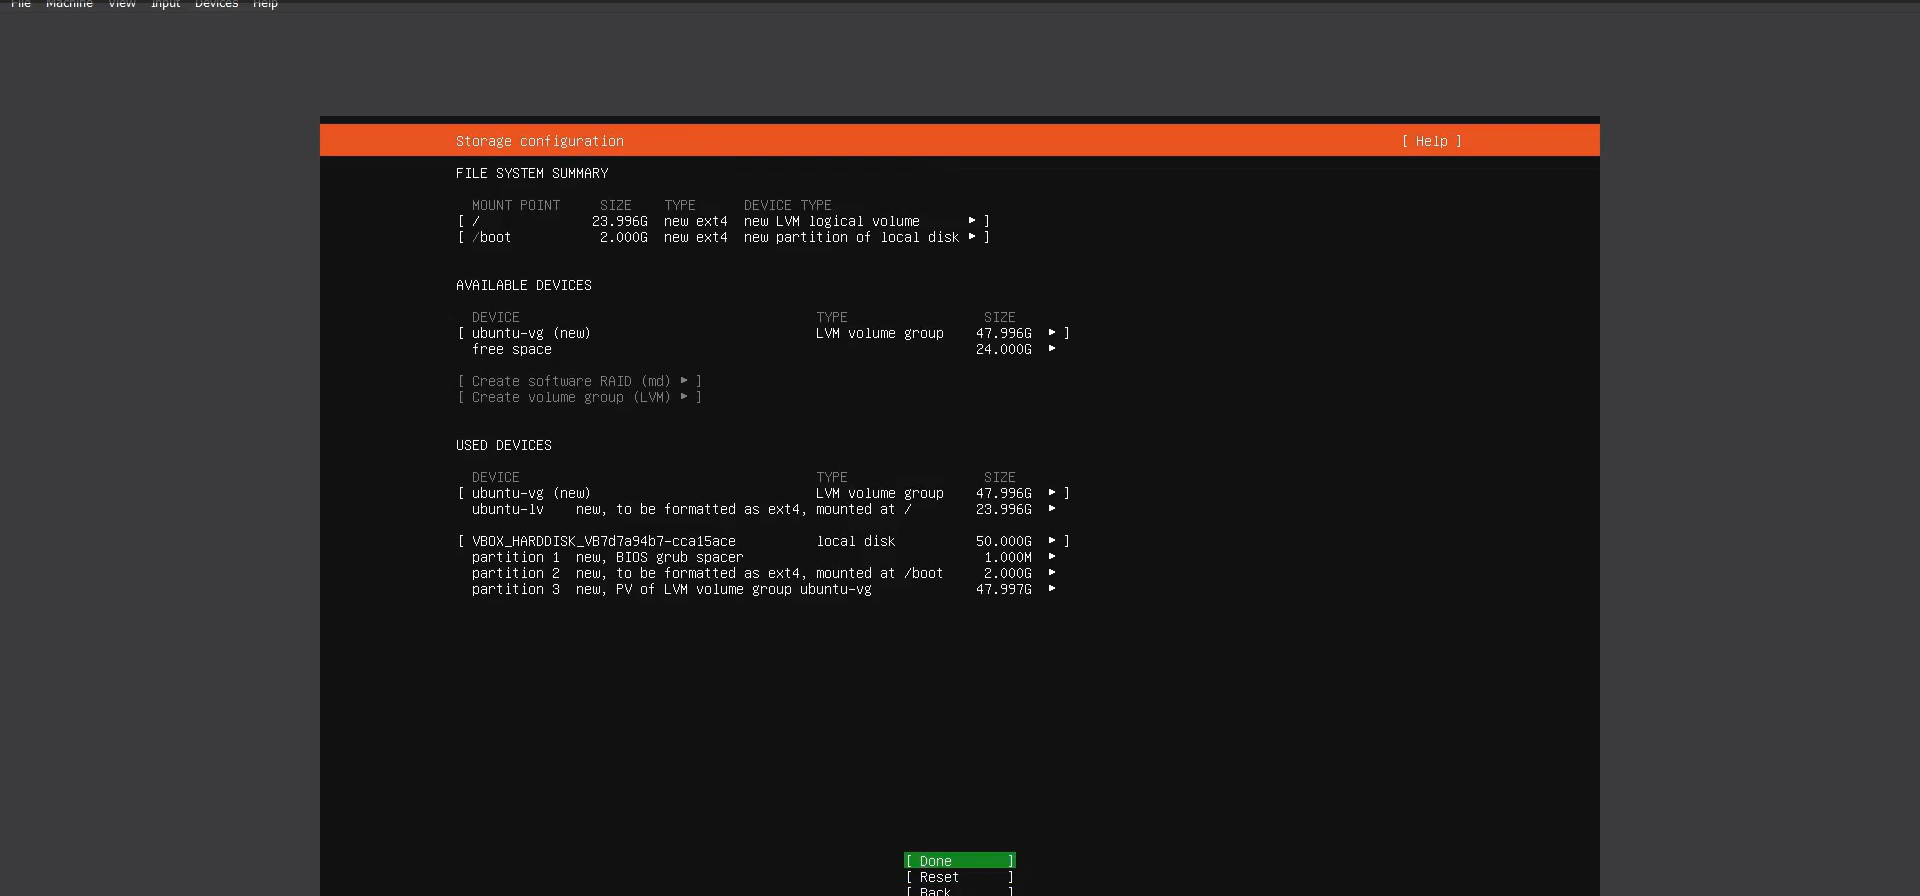 File Machine View Input Devices Help
Storage configuration [ Help ]
FILE SYSTEM SUMMARY
MOUNT POINT SIZE TYPE DEVICE TYPE
[ / 23.996G new ext4 new LVM logical volume ▸ ]
[ /boot 2.000G new ext4 new partition of local disk ▸ ]
AVAILABLE DEVICES
DEVICE TYPE SIZE
[ ubuntu-vg (new) LVM volume group 47.996G ▸ ]
free space 24.000G ▸
[ Create software RAID (md) ▸ ]
[ Create volume group (LVM) ▸ ]
USED DEVICES
DEVICE TYPE SIZE
[ ubuntu-vg (new) LVM volume group 47.996G ▸ ]
ubuntu-lv new, to be formatted as ext4, mounted at / 23.996G ▸
[ VBOX_HARDDISK_VB7d7a94b7-cca15ace local disk 50.000G ▸ ]
partition 1 new, BIOS grub spacer 1.000M ▸
partition 2 new, to be formatted as ext4, mounted at /boot 2.000G ▸
partition 3 new, PV of LVM volume group ubuntu-vg 47.997G ▸
[ Done ]
[ Reset ]
[ Back ]